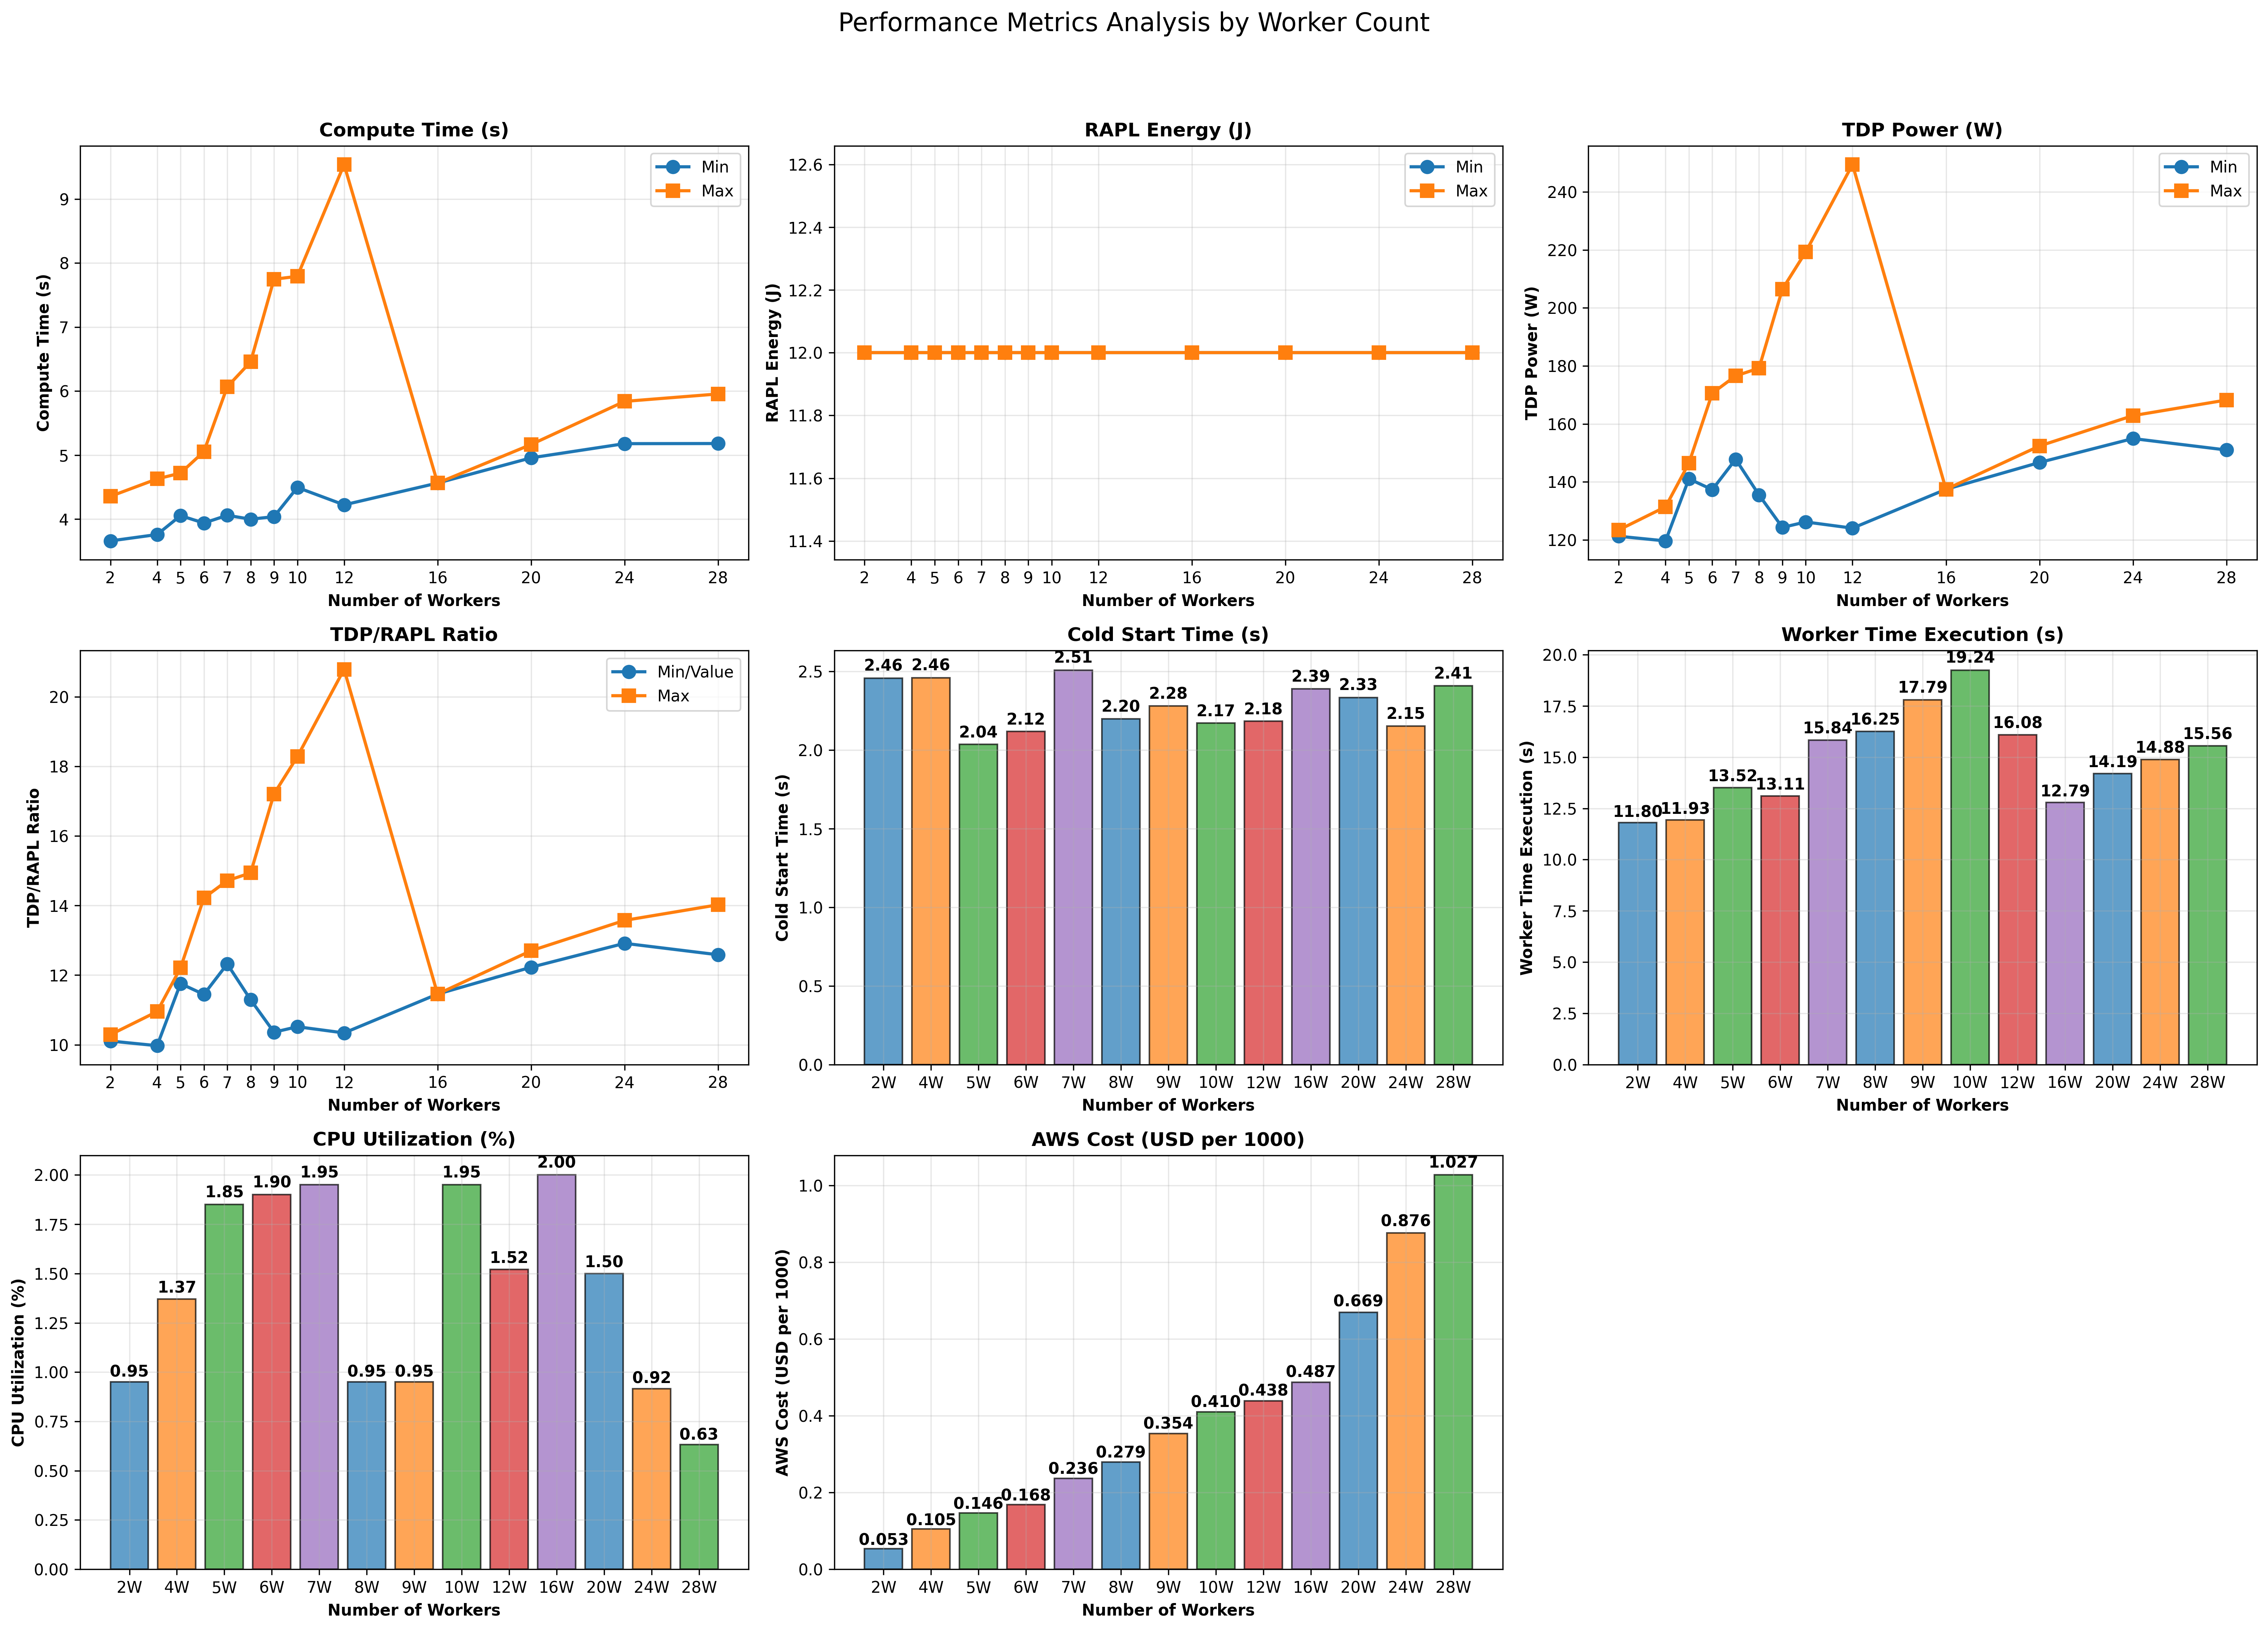 Performance Metrics Analysis by Worker Count
Compute Time (s)
Compute Time (s)
9
8
7
6
5
4
Min
Max
2 4 5 6 7 8 9 10 12 16 20 24 28
Number of Workers
RAPL Energy (J)
RAPL Energy (J)
12.6
12.4
12.2
12.0
11.8
11.6
11.4
Min
Max
2 4 5 6 7 8 9 10 12 16 20 24 28
Number of Workers
TDP Power (W)
TDP Power (W)
240
220
200
180
160
140
120
Min
Max
2 4 5 6 7 8 9 10 12 16 20 24 28
Number of Workers
TDP/RAPL Ratio
TDP/RAPL Ratio
20
18
16
14
12
10
Min/Value
Max
2 4 5 6 7 8 9 10 12 16 20 24 28
Number of Workers
Cold Start Time (s)
Cold Start Time (s)
2.5
2.0
1.5
1.0
0.5
0.0
2.46 2.46 2.04 2.12 2.51 2.20 2.28 2.17 2.18 2.39 2.33 2.15 2.41
2W 4W 5W 6W 7W 8W 9W 10W 12W 16W 20W 24W 28W
Number of Workers
Worker Time Execution (s)
Worker Time Execution (s)
20.0
17.5
15.0
12.5
10.0
7.5
5.0
2.5
0.0
11.80 11.93 13.52 13.11 15.84 16.25 17.79 19.24 16.08 12.79 14.19 14.88 15.56
2W 4W 5W 6W 7W 8W 9W 10W 12W 16W 20W 24W 28W
Number of Workers
CPU Utilization (%)
CPU Utilization (%)
2.00
1.75
1.50
1.25
1.00
0.75
0.50
0.25
0.00
0.95 1.37 1.85 1.90 1.95 0.95 0.95 1.95 1.52 2.00 1.50 0.92 0.63
2W 4W 5W 6W 7W 8W 9W 10W 12W 16W 20W 24W 28W
Number of Workers
AWS Cost (USD per 1000)
AWS Cost (USD per 1000)
1.0
0.8
0.6
0.4
0.2
0.0
0.053 0.105 0.146 0.168 0.236 0.279 0.354 0.410 0.438 0.487 0.669 0.876 1.027
2W 4W 5W 6W 7W 8W 9W 10W 12W 16W 20W 24W 28W
Number of Workers